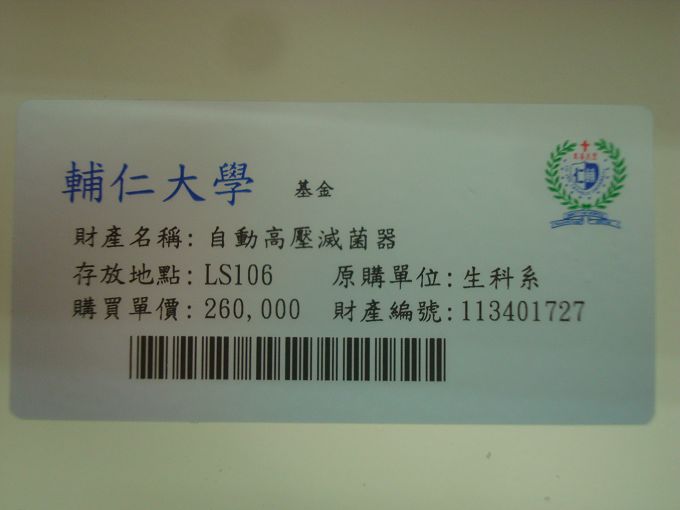 輔仁大學 基金
財產名稱: 自動高壓滅菌器
存放地點: LS106 原購單位: 生科系
購買單價: 260,000 財產編號: 113401727